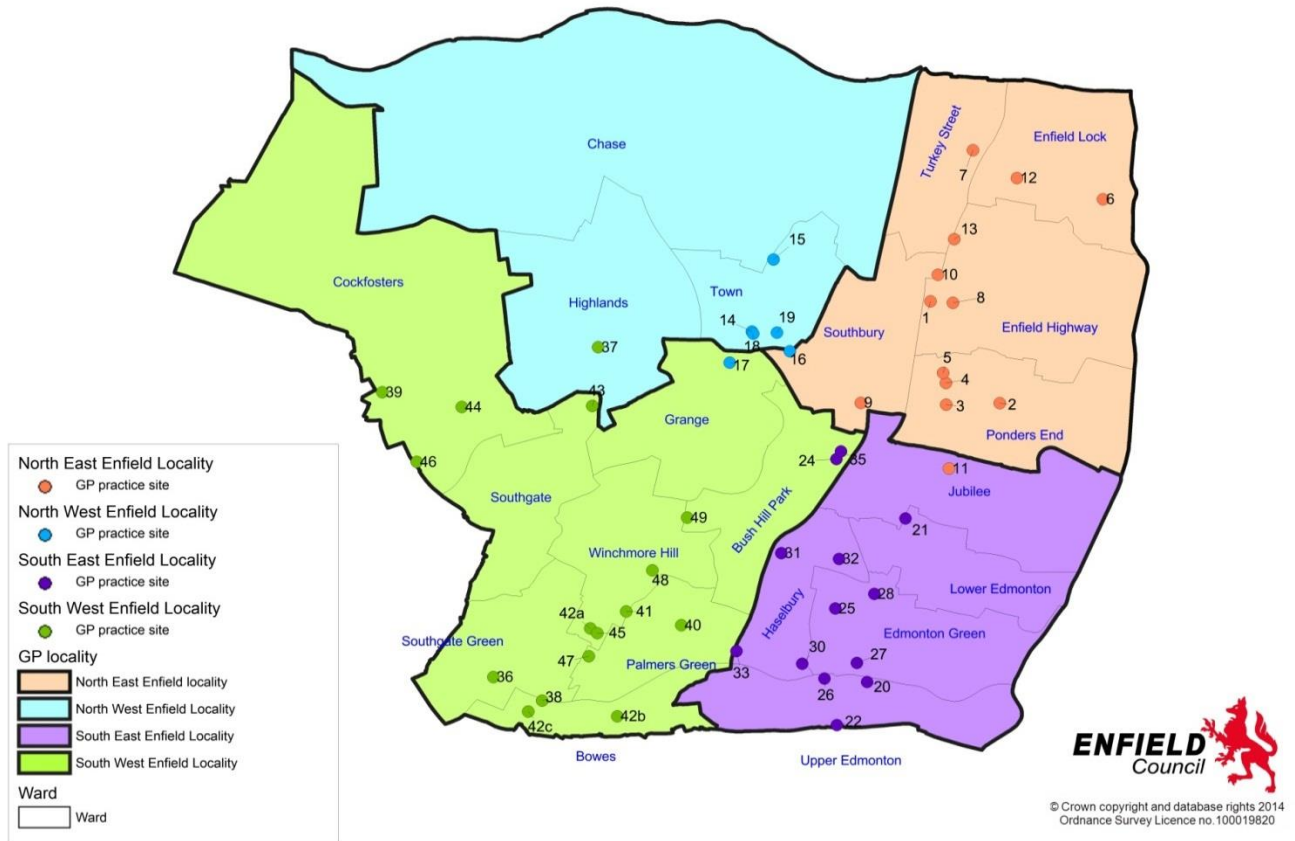 Chase
Turkey Street
Enfield Lock
7
12
6
13
15
Cockfosters
10
Town
Highlands
14
19
8
1
Enfield Highway
Southbury
18
37
16
17
5
4
39
43
44
9
3
2
Grange
Ponders End
24
35
46
11
Southgate
Jubilee
Bush Hill Park
49
21
Winchmore Hill
31
32
48
Lower Edmonton
28
42a
41
25
Haselbury
45
40
Edmonton Green
Southgate Green
47
30
27
Palmers Green
33
36
26
20
38
42c
42b
22
Bowes
Upper Edmonton
North East Enfield Locality
GP practice site
North West Enfield Locality
GP practice site
South East Enfield Locality
GP practice site
South West Enfield Locality
GP practice site
GP locality
North East Enfield locality
North West Enfield Locality
South East Enfield Locality
South West Enfield Locality
Ward
Ward
ENFIELD
Council
© Crown copyright and database rights 2014
Ordnance Survey Licence no.100019820